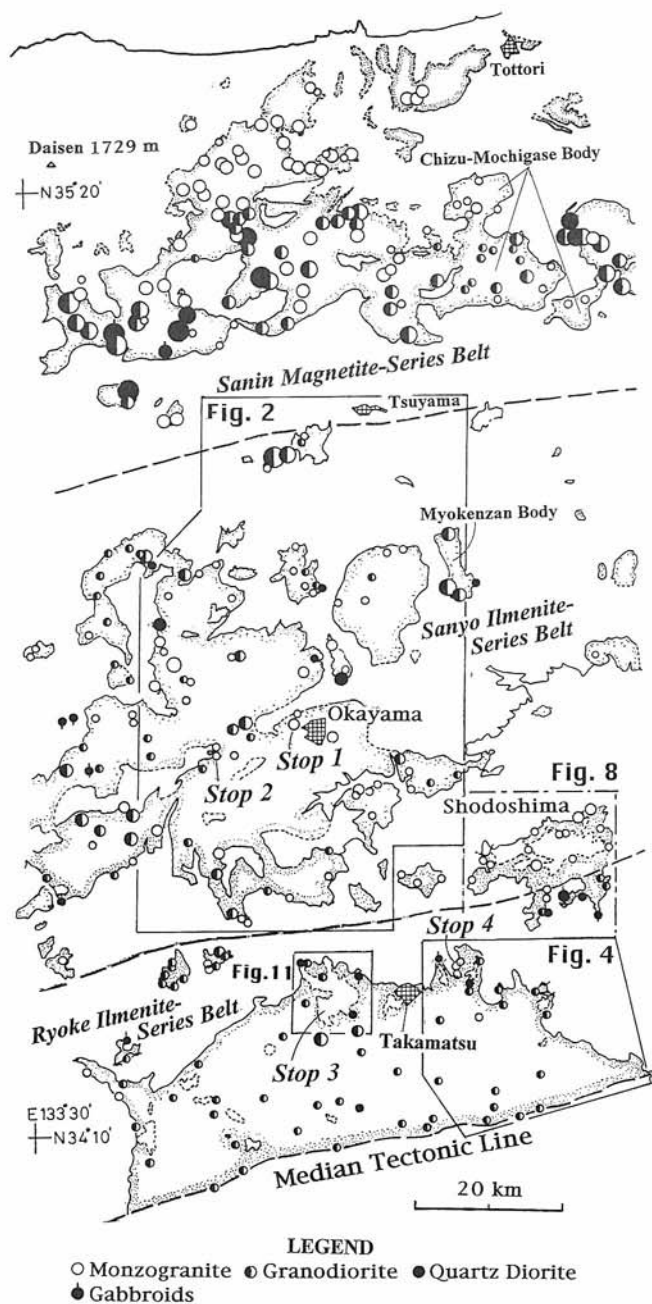 Tottori
Daisen 1729 m
Chizu-Mochigase Body
N35°20'
Sanin Magnetite-Series Belt
Fig. 2
Tsuyama
Myokenzan Body
Sanyo Ilmenite-
Series Belt
Okayama
Stop 1
Stop 2
Fig. 8
Shodoshima
Stop 4
Fig. 4
Fig.11
Ryoke Ilmenite-
Series Belt
Takamatsu
Stop 3
E133°30'
N34°10'
Median Tectonic Line
20 km
LEGEND
Monzogranite Granodiorite Quartz Diorite
Gabbroids